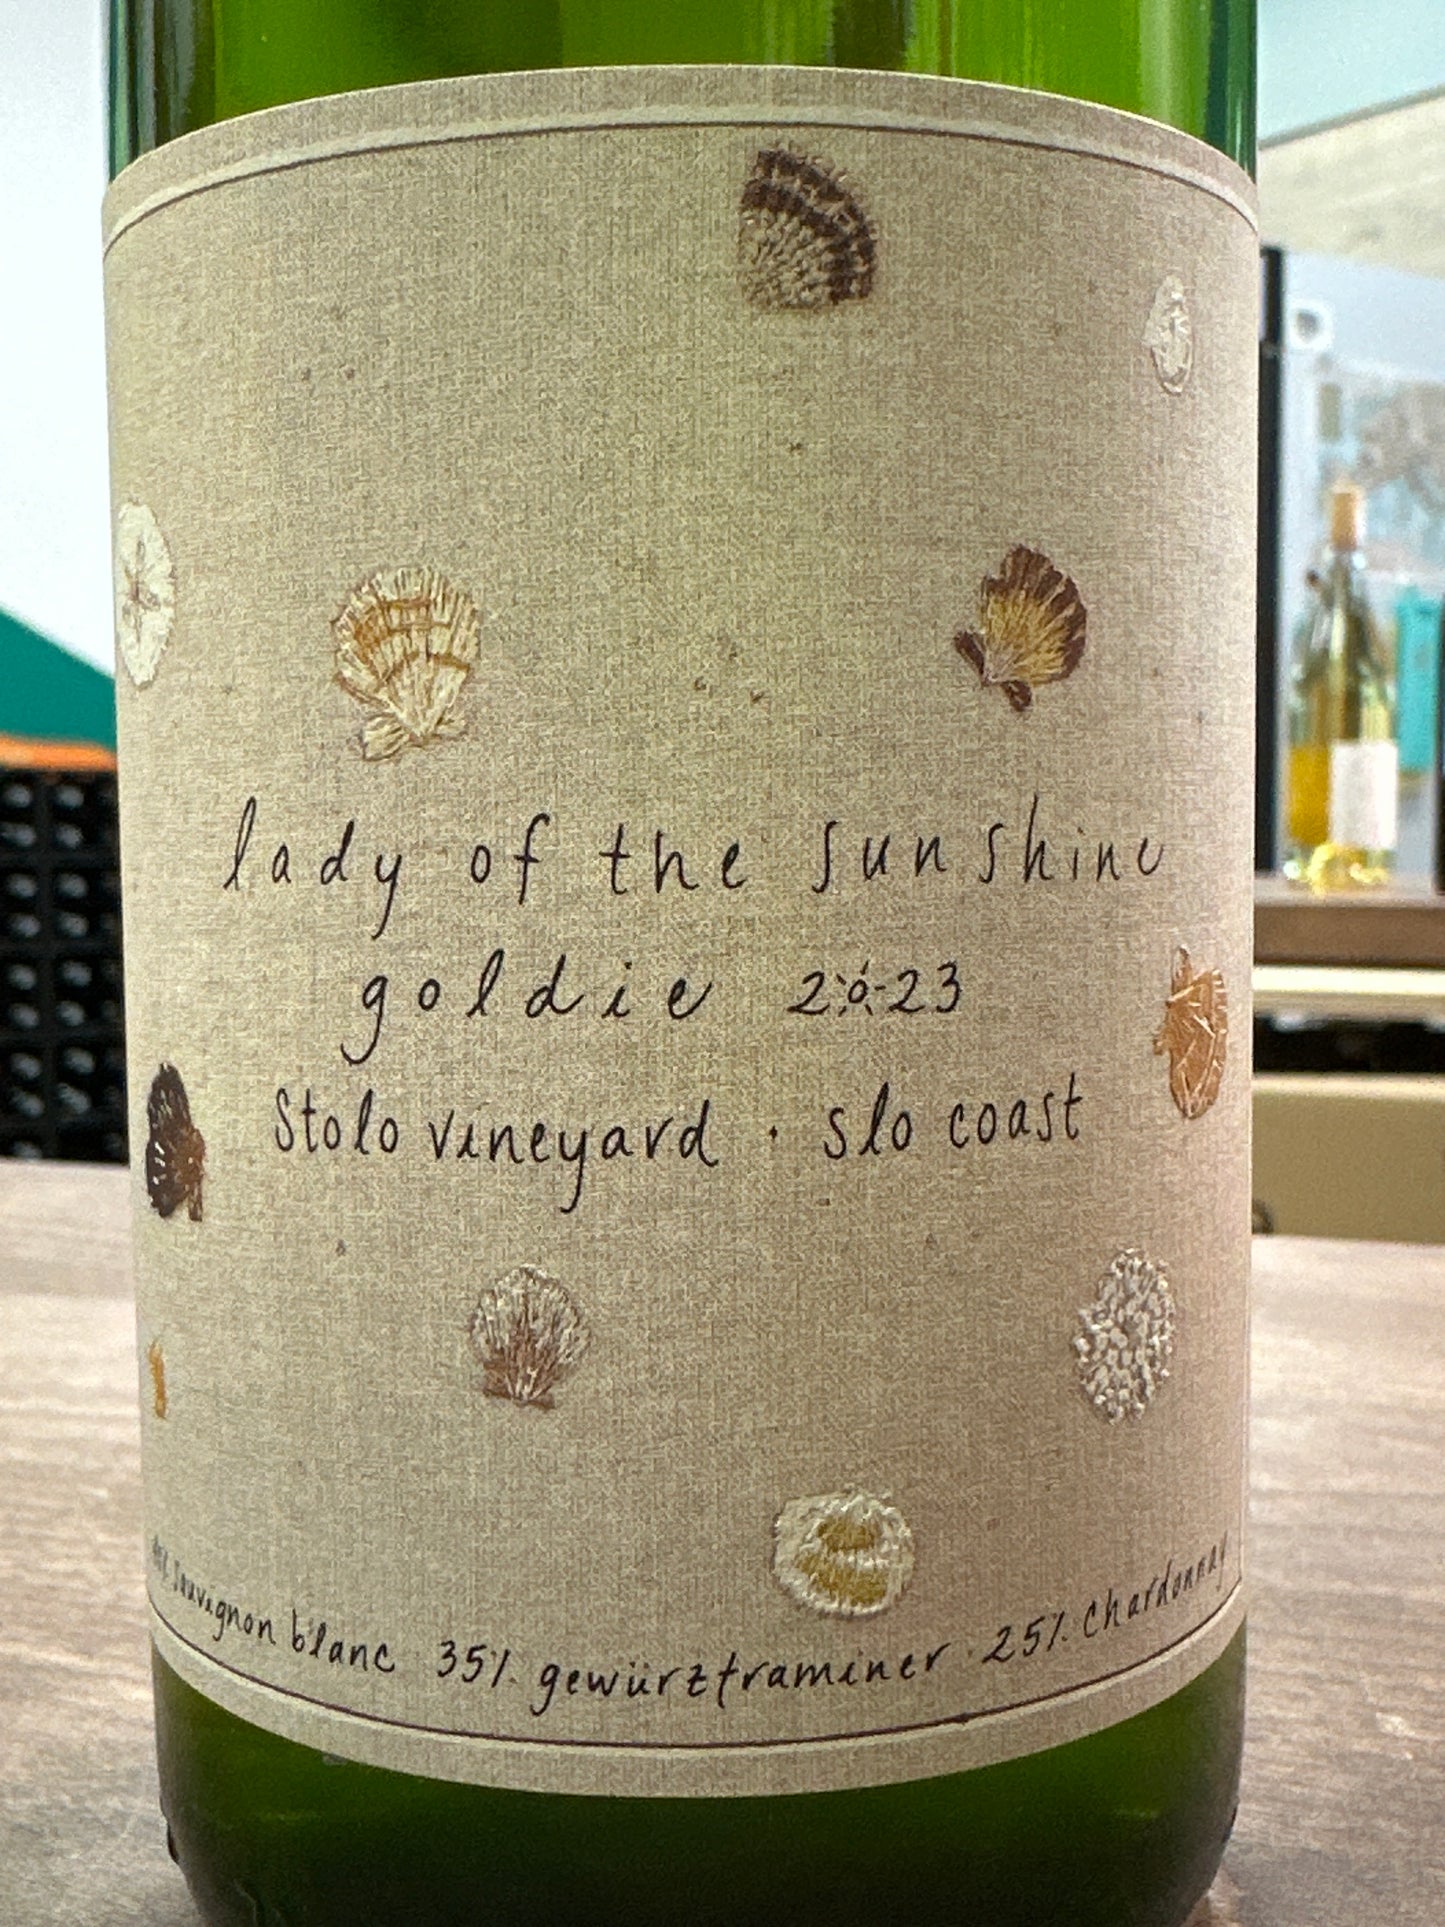 lady of the sunshine
goldie 2023
Stolo vineyard · slo coast
Sauvignon blanc 35% gewürztraminer · 25% Chardonnay